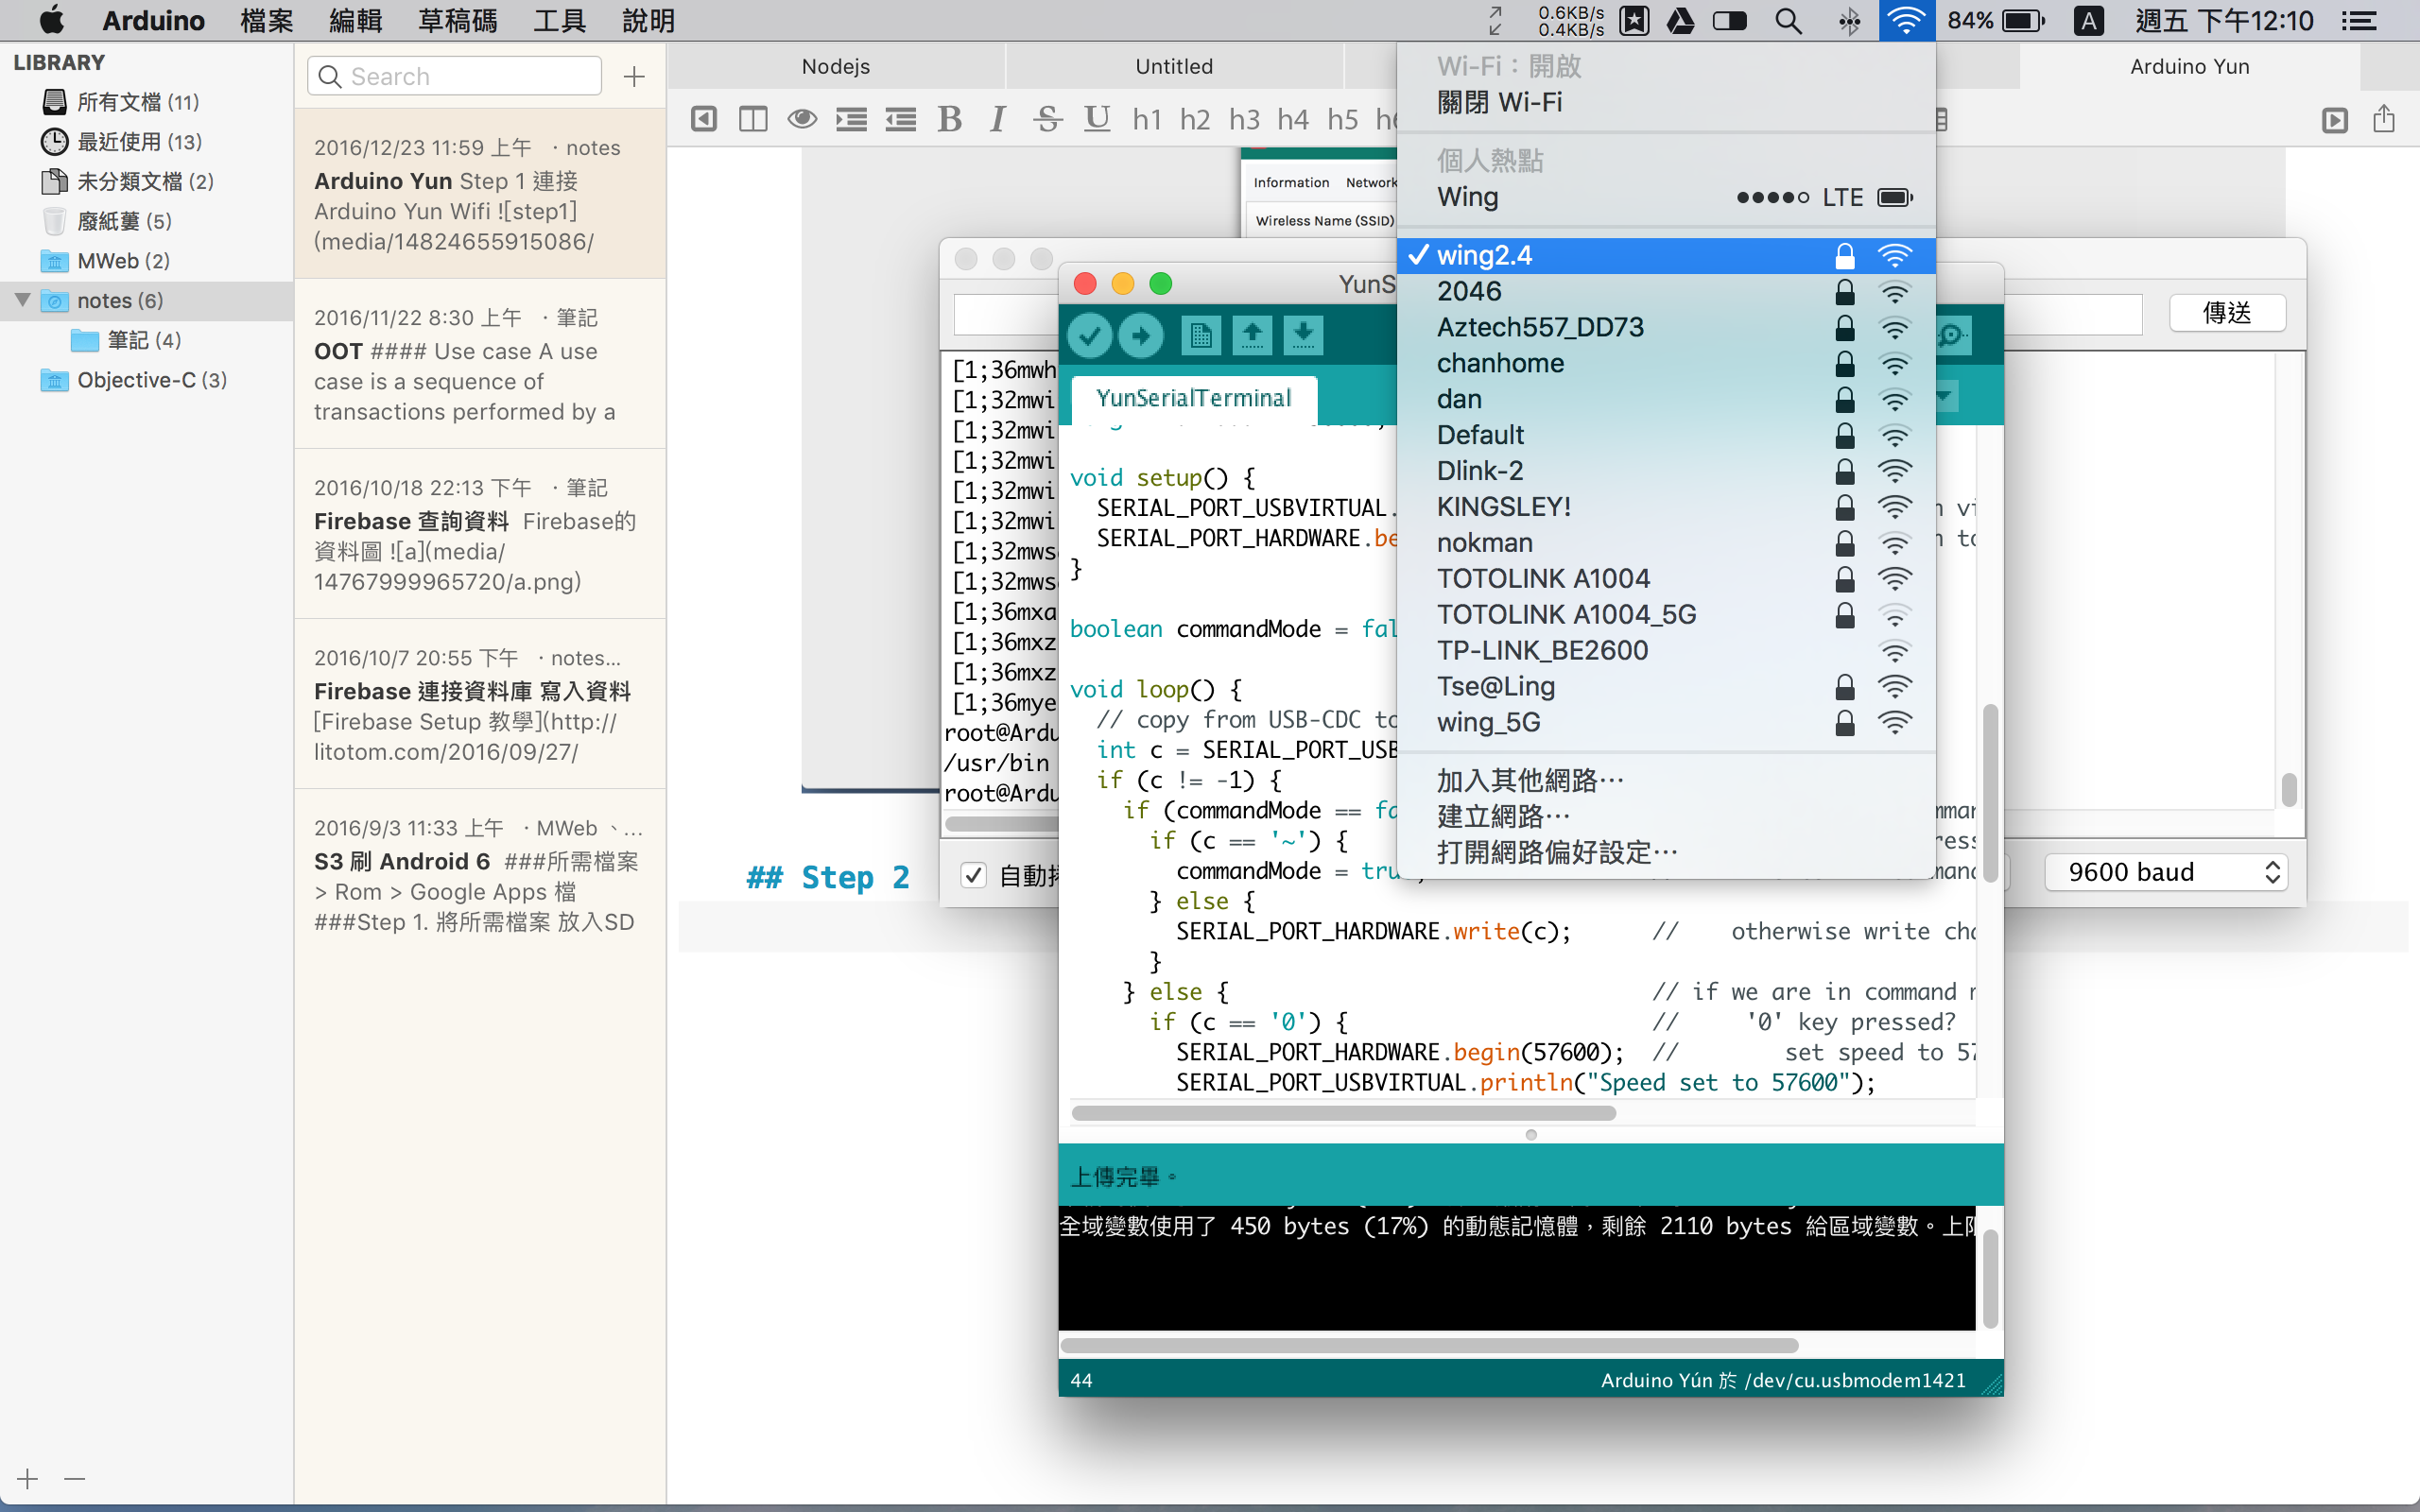 Arduino 檔案 編輯 草稿碼 工具 說明
0.6KB/s
0.4KB/s
84% A 週五 下午12:10
LIBRARY
所有文檔 (11)
最近使用 (13)
未分類文檔 (2)
廢紙蔞 (5)
MWeb (2)
notes (6)
筆記 (4)
Objective-C (3)
Search
2016/12/23 11:59 上午 · notes
Arduino Yun Step 1 連接
Arduino Yun Wifi ![step1]
(media/14824655915086/
2016/11/22 8:30 上午 · 筆記
OOT #### Use case A use
case is a sequence of
transactions performed by a
2016/10/18 22:13 下午 · 筆記
Firebase 查詢資料 Firebase的
資料圖 ![a](media/
14767999965720/a.png)
2016/10/7 20:55 下午 · notes...
Firebase 連接資料庫 寫入資料
[Firebase Setup 教學](http://
litotom.com/2016/09/27/
2016/9/3 11:33 上午 · MWeb 、...
S3 刷 Android 6 ###所需檔案
> Rom > Google Apps 檔
###Step 1. 將所需檔案 放入SD
Nodejs
Untitled
Arduino Yun
B I S U h1 h2 h3 h4 h5
Information Network
Wireless Name (SSID)
## Step 2
傳送
[1;36mwh
[1;32mwi
[1;32mwi
[1;32mwi
[1;32mwi
[1;32mwi
[1;32mws
[1;32mws
[1;36mxa
[1;36mxz
[1;36mxz
[1;36mye
root@Ardu
/usr/bin
root@Ardu
自動
9600 baud
YunS
YunSerialTerminal
void setup() {
SERIAL_PORT_USBVIRTUAL.
SERIAL_PORT_HARDWARE.be
}
boolean commandMode = fal
void loop() {
// copy from USB-CDC to
int c = SERIAL_PORT_USB
if (c != -1) {
if (commandMode == fa
if (c == '~') {
commandMode = tru
} else {
SERIAL_PORT_HARDWARE.write(c); // otherwise write cha
}
} else { // if we are in command
if (c == '0') { // '0' key pressed?
SERIAL_PORT_HARDWARE.begin(57600); // set speed to 57
SERIAL_PORT_USBVIRTUAL.println("Speed set to 57600");
上傳完畢。
全域變數使用了 450 bytes (17%) 的動態記憶體，剩餘 2110 bytes 給區域變數。上限
44
Arduino Yún 於 /dev/cu.usbmodem1421
Wi-Fi：開啟
關閉 Wi-Fi
個人熱點
Wing LTE
wing2.4
2046
Aztech557_DD73
chanhome
dan
Default
Dlink-2
KINGSLEY!
nokman
TOTOLINK A1004
TOTOLINK A1004_5G
TP-LINK_BE2600
Tse@Ling
wing_5G
加入其他網路⋯
建立網路⋯
打開網路偏好設定⋯